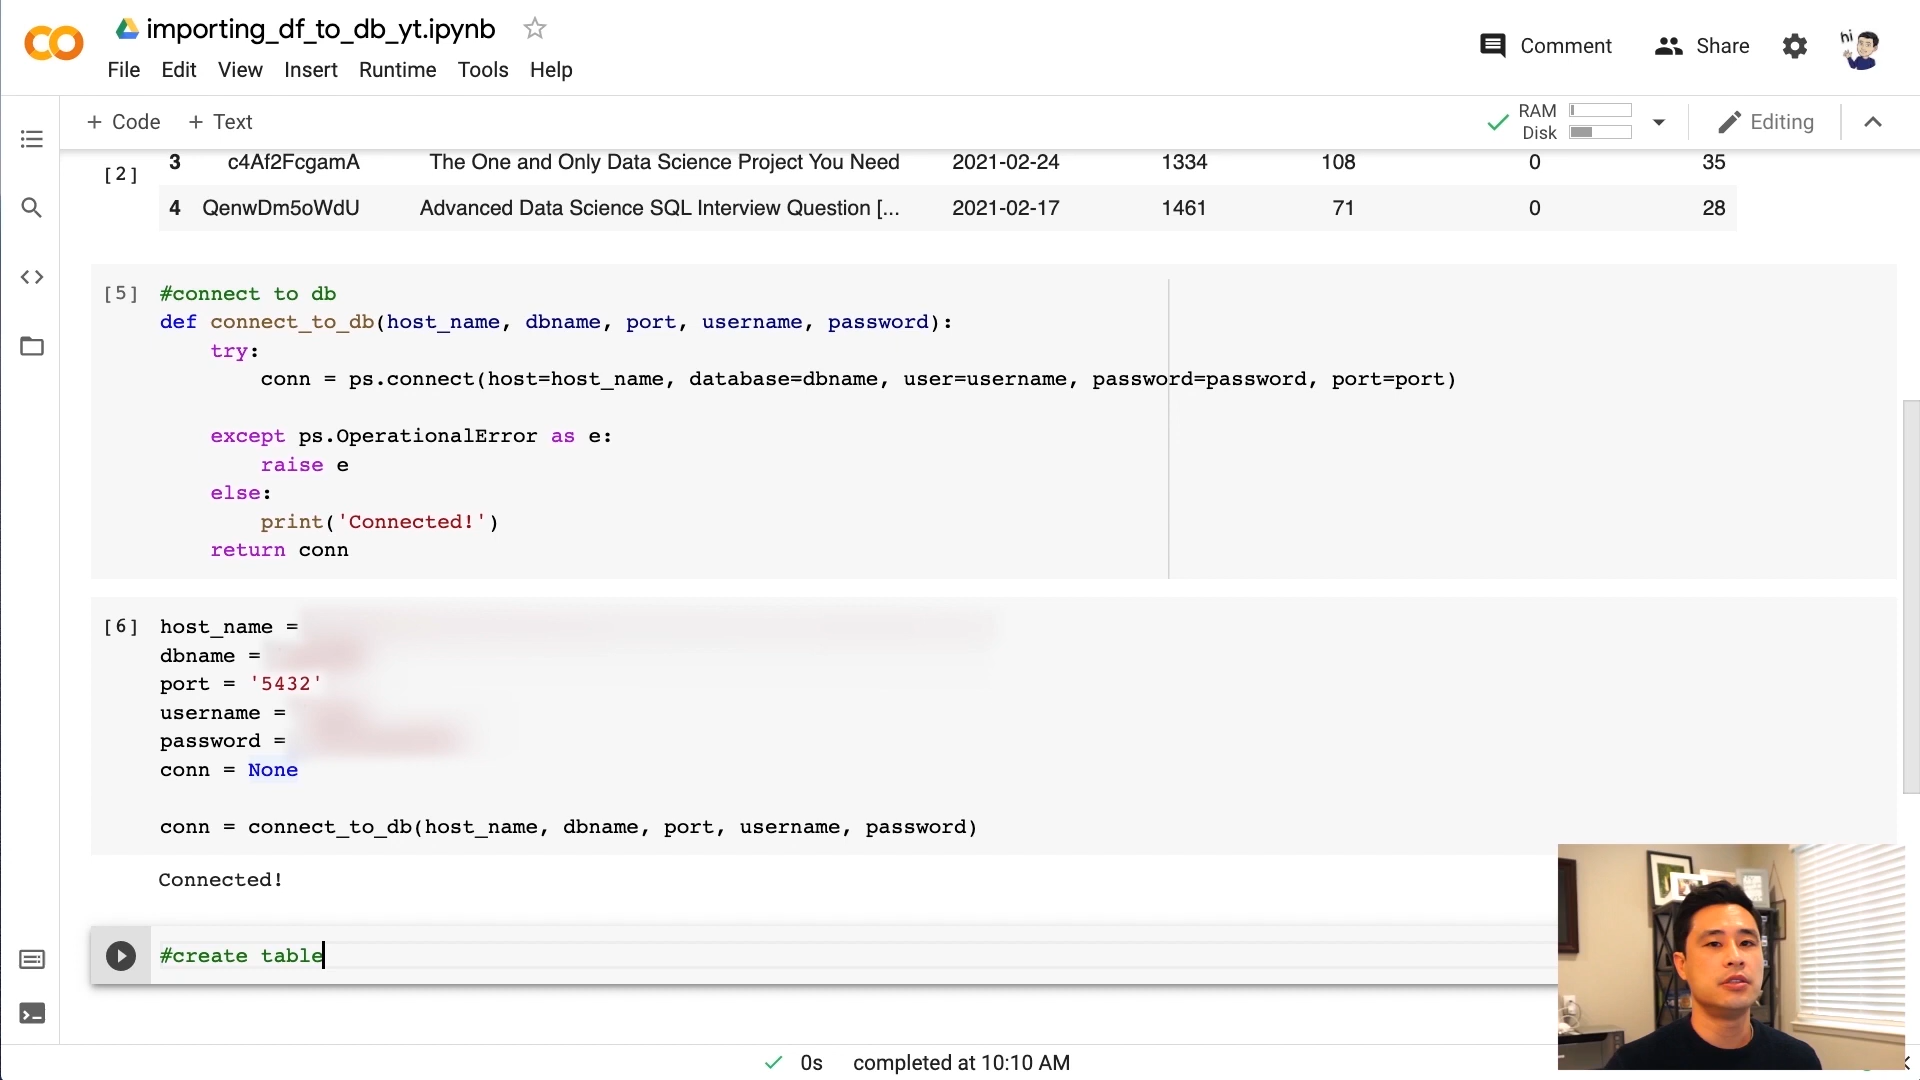 importing_df_to_db_yt.ipynb
File Edit View Insert Runtime Tools Help
Comment Share hi
+ Code + Text
RAM
Disk
Editing
[2]
3 c4Af2FcgamA The One and Only Data Science Project You Need 2021-02-24 1334 108 0 35
4 QenwDm5oWdU Advanced Data Science SQL Interview Question [... 2021-02-17 1461 71 0 28
[5] #connect to db
def connect_to_db(host_name, dbname, port, username, password):
try:
conn = ps.connect(host=host_name, database=dbname, user=username, password=password, port=port)
except ps.OperationalError as e:
raise e
else:
print('Connected!')
return conn
[6] host_name =
dbname =
port = '5432'
username =
password =
conn = None
conn = connect_to_db(host_name, dbname, port, username, password)
Connected!
#create table
0s completed at 10:10 AM